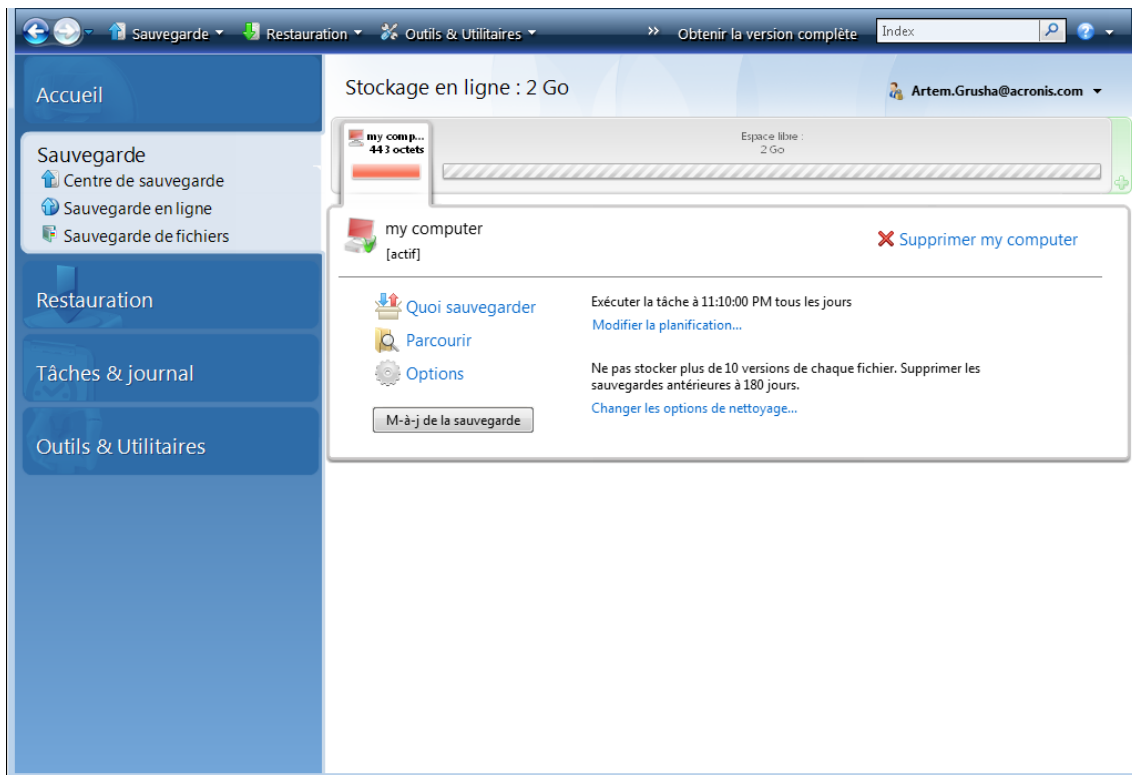 Sauvegarde
Restauration
Outils & Utilitaires
»
Obtenir la version complète
Index
Accueil
Sauvegarde
Centre de sauvegarde
Sauvegarde en ligne
Sauvegarde de fichiers
Restauration
Tâches & journal
Outils & Utilitaires
Stockage en ligne : 2 Go
Artem.Grusha@acronis.com
my comp...
443 octets
Espace libre :
2 Go
my computer
[actif]
Supprimer my computer
Quoi sauvegarder
Parcourir
Options
M-à-j de la sauvegarde
Exécuter la tâche à 11:10:00 PM tous les jours
Modifier la planification...
Ne pas stocker plus de 10 versions de chaque fichier. Supprimer les
sauvegardes antérieures à 180 jours.
Changer les options de nettoyage...